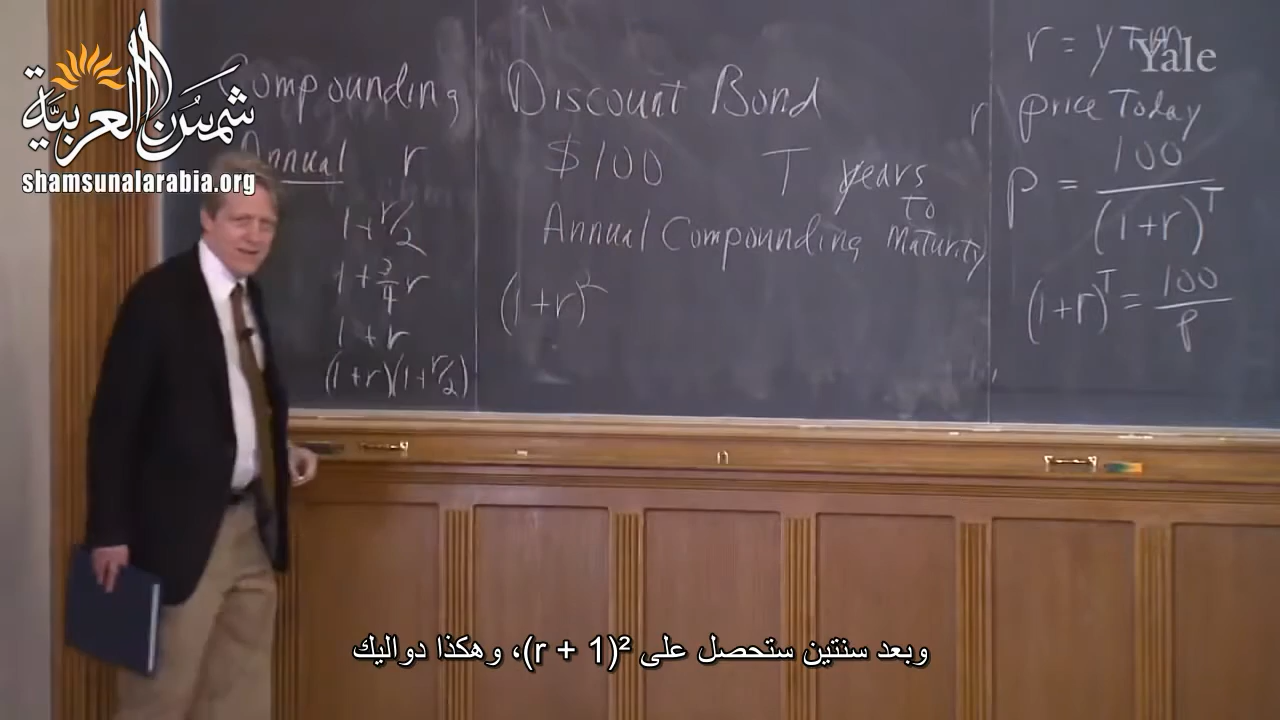 شمس العربية
shamsunalarabia.org
Yale
Compounding
Annual r
1+r/2
1+3/4 r
1+r
(1+r)(1+r/2)
Discount Bond
$100 T years
To
Annual Compounding Maturity
(1+r)²
r = YTM
r price Today
P = 100/(1+r)^T
(1+r)^T = 100/P
وبعد سنتين ستحصل على ²(r + 1)، وهكذا دواليك